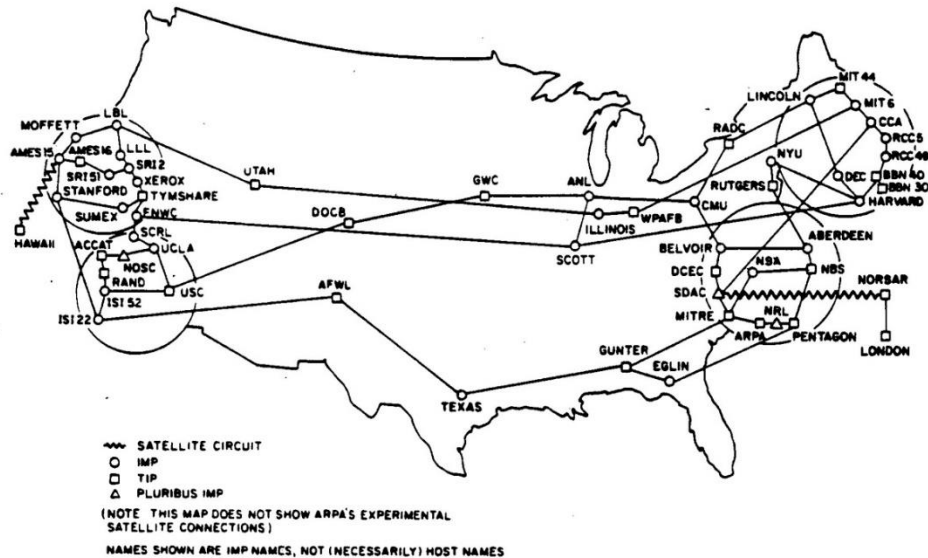 MIT 44
LINCOLN
MIT 6
CCA
RCC 5
RCC 49
LBL
MOFFETT
AMES 16
AMES15
LLL
SRI 2
SRI 51
XEROX
STANFORD
TYMSHARE
SUMEX
FNWC
HAWAII
SCRL
ACCAT
UCLA
NOSC
RAND
ISI 52
USC
ISI 22
UTAH
DOCB
GWC
ANL
ILLINOIS
WPAFB
SCOTT
AFWL
TEXAS
GUNTER
EGLIN
RADC
NYU
RUTGERS
DEC
BBN 40
BBN 30
HARVARD
CMU
BELVOIR
ABERDEEN
DCEC
NSA
NBS
SDAC
NORSAR
MITRE
NRL
ARPA
PENTAGON
LONDON
SATELLITE CIRCUIT
IMP
TIP
PLURIBUS IMP
(NOTE THIS MAP DOES NOT SHOW ARPA'S EXPERIMENTAL
SATELLITE CONNECTIONS)
NAMES SHOWN ARE IMP NAMES, NOT (NECESSARILY) HOST NAMES